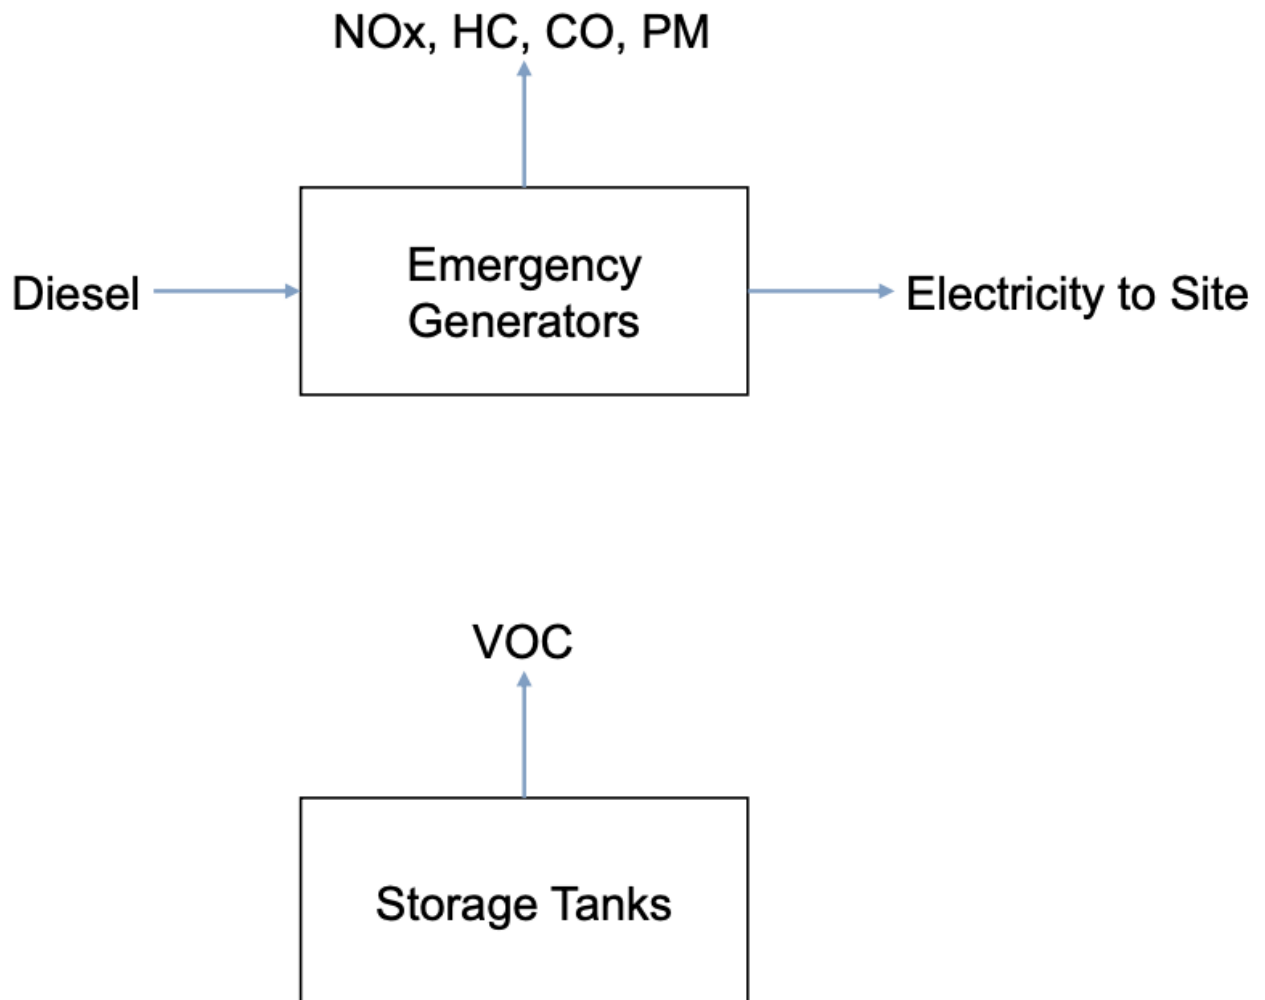 NOx, HC, CO, PM
Diesel
Emergency
Generators
Electricity to Site
VOC
Storage Tanks